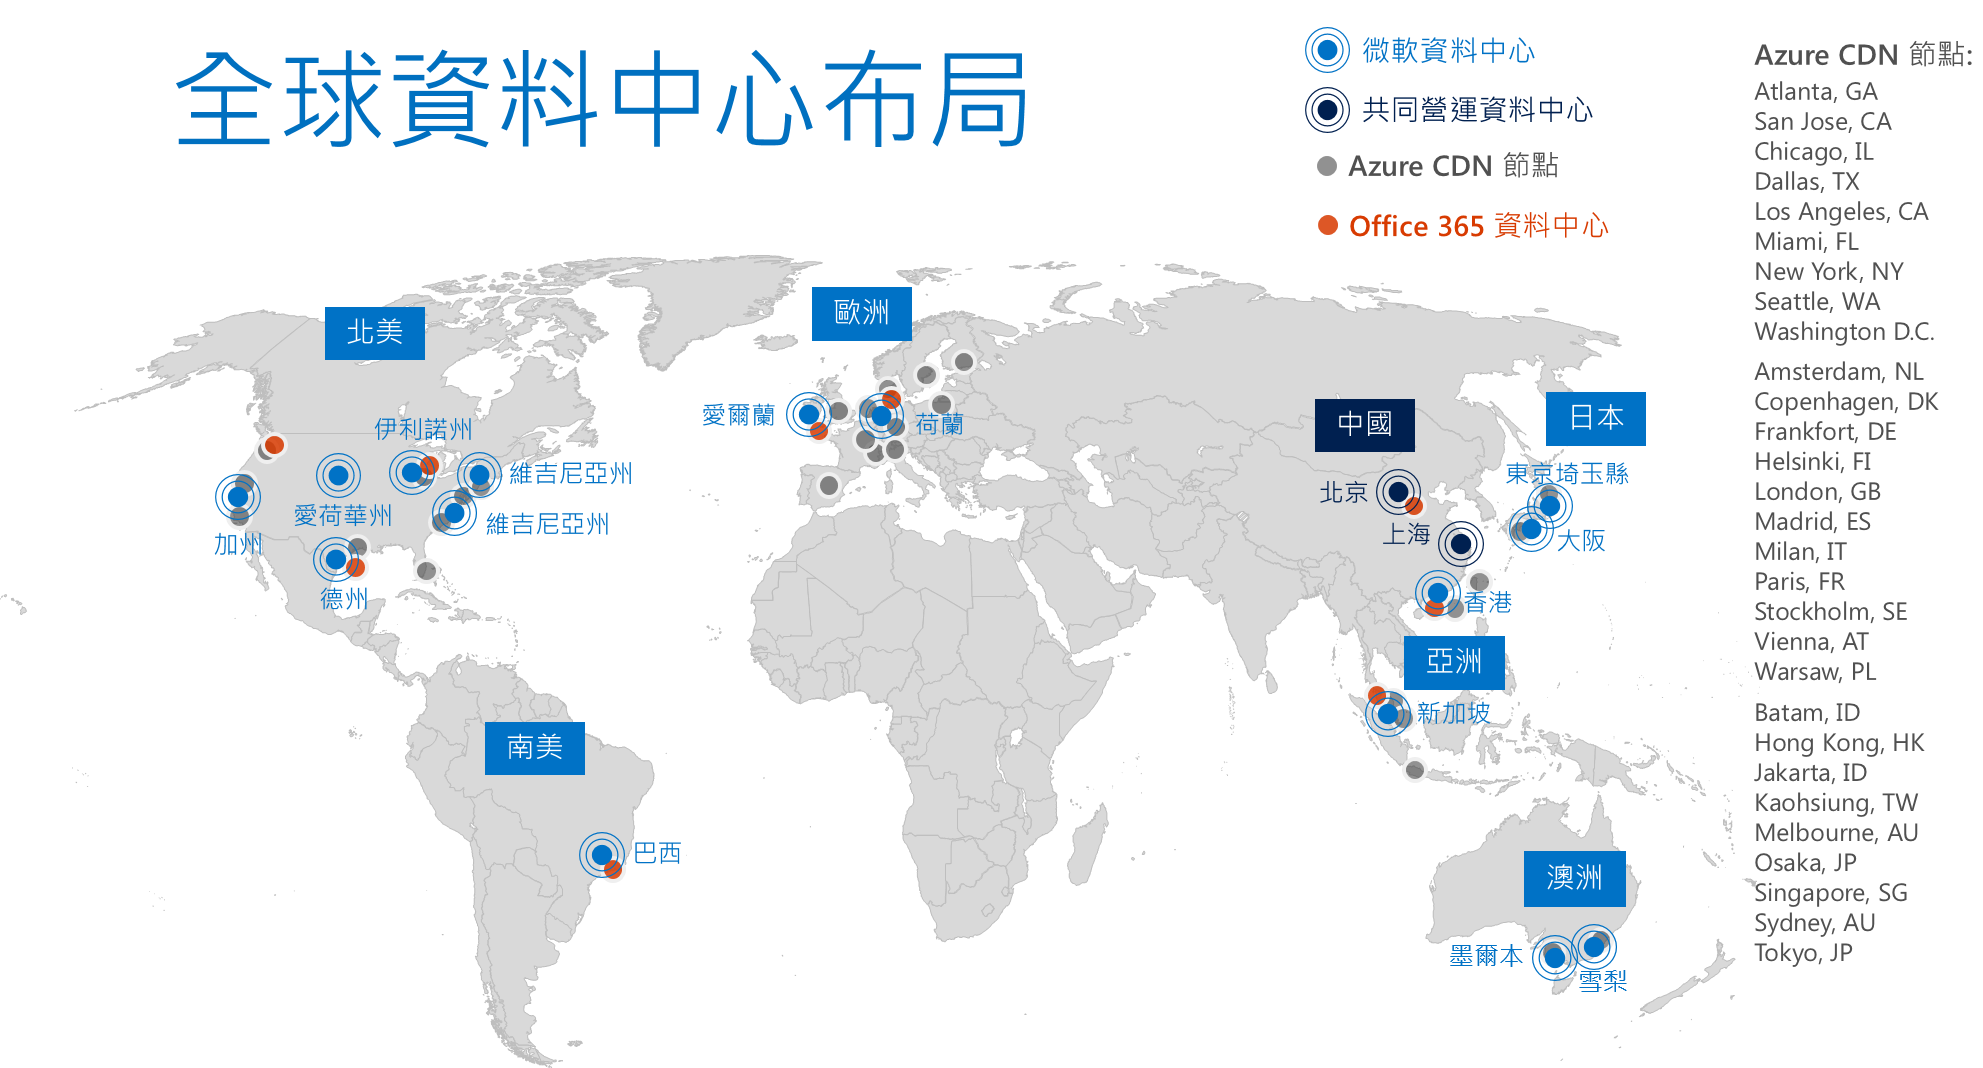 全球資料中心布局
微軟資料中心
共同營運資料中心
Azure CDN 節點
Office 365 資料中心
北美
伊利諾州
維吉尼亞州
愛荷華州
維吉尼亞州
加州
德州
南美
巴西
歐洲
愛爾蘭
荷蘭
中國
日本
北京
東京埼玉縣
上海
大阪
香港
亞洲
新加坡
澳洲
墨爾本
雪梨
Azure CDN 節點:
Atlanta, GA
San Jose, CA
Chicago, IL
Dallas, TX
Los Angeles, CA
Miami, FL
New York, NY
Seattle, WA
Washington D.C.
Amsterdam, NL
Copenhagen, DK
Frankfort, DE
Helsinki, FI
London, GB
Madrid, ES
Milan, IT
Paris, FR
Stockholm, SE
Vienna, AT
Warsaw, PL
Batam, ID
Hong Kong, HK
Jakarta, ID
Kaohsiung, TW
Melbourne, AU
Osaka, JP
Singapore, SG
Sydney, AU
Tokyo, JP